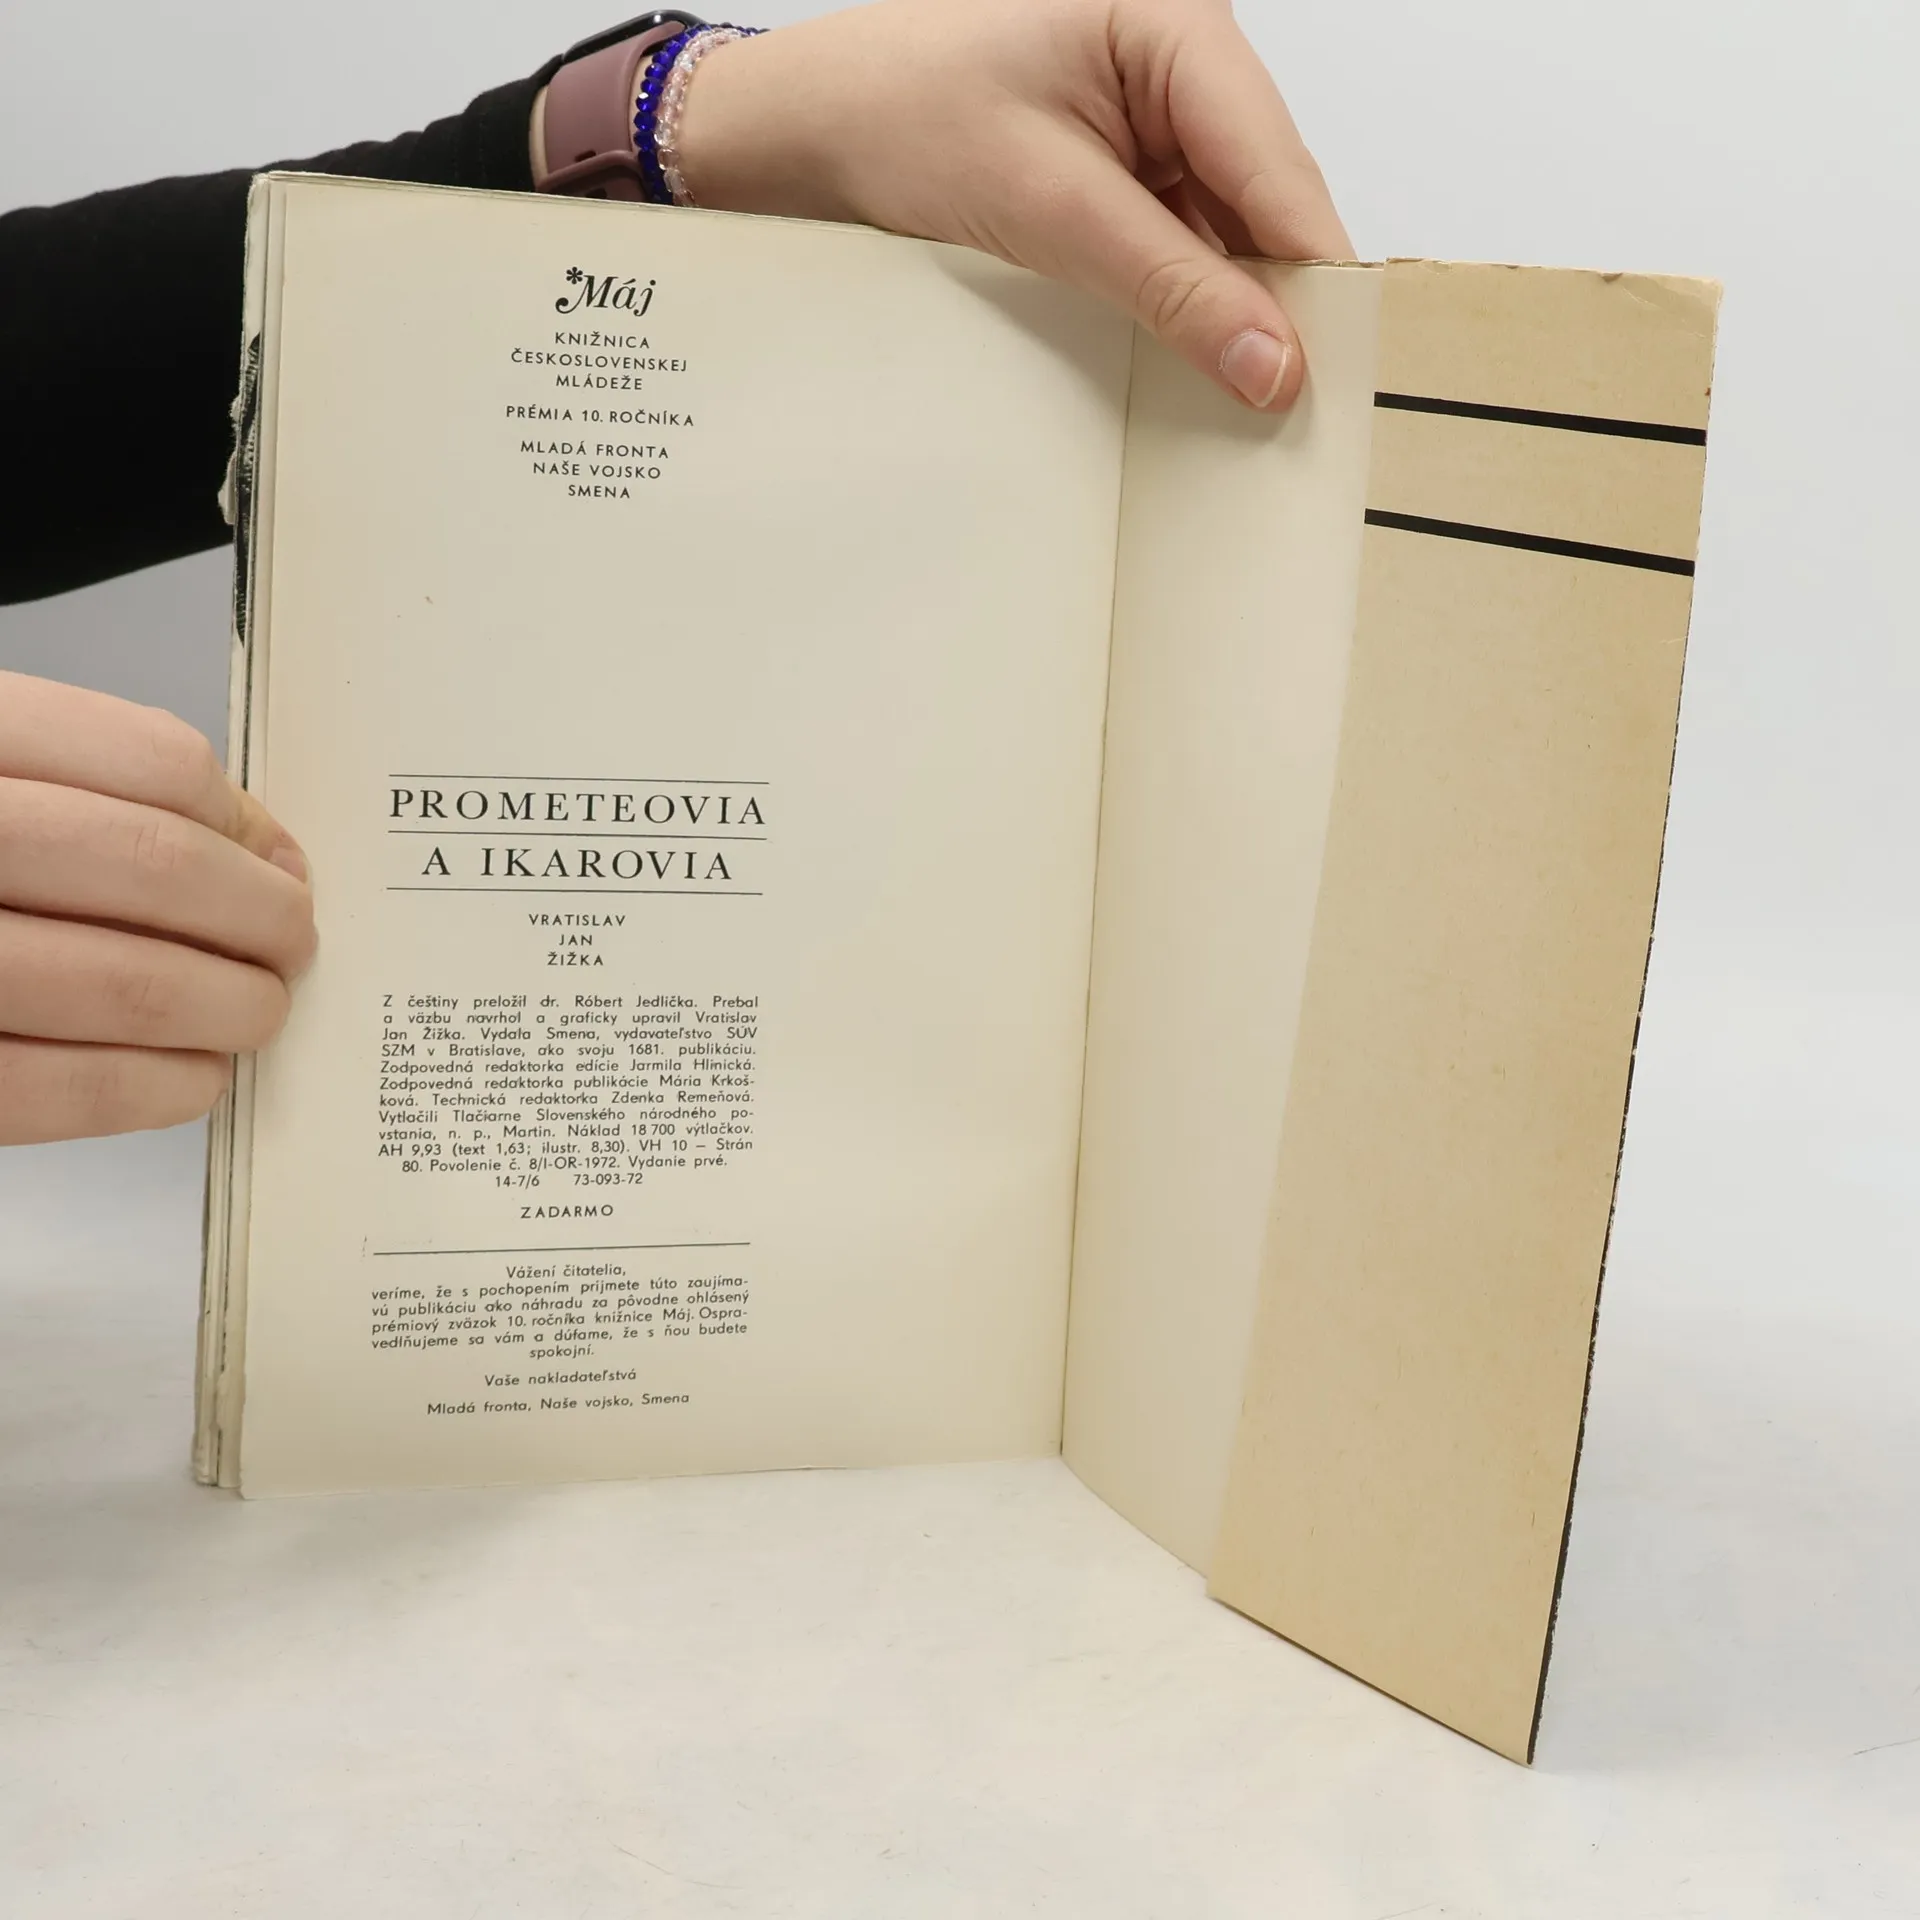 *Máj
KNIŽNICA
ČESKOSLOVENSKEJ
MLÁDEŽE
PRÉMIA 10. ROČNÍKA
MLADÁ FRONTA
NAŠE VOJSKO
SMENA
PROMETEOVIA
A IKAROVIA
VRATISLAV
JAN
ŽIŽKA
Z češtiny preložil dr. Róbert Jedlička. Prebal
a väzbu navrhol a graficky upravil Vratislav
Jan Žižka. Vydala Smena, vydavateľstvo SÚV
SZM v Bratislave, ako svoju 1681. publikáciu.
Zodpovedná redaktorka edície Jarmila Hlinická.
Zodpovedná redaktorka publikácie Mária Krkoš-
ková. Technická redaktorka Zdenka Remeňová.
Vytlačili Tlačiarne Slovenského národného po-
vstania, n. p., Martin. Náklad 18 700 výtlačkov.
AH 9,93 (text 1,63; ilustr. 8,30). VH 10 – Strán
80. Povolenie č. 8/I-OR-1972. Vydanie prvé.
14-7/6 73-093-72
ZADARMO
Vážení čitatelia,
veríme, že s pochopením prijmete túto zaujíma-
vú publikáciu ako náhradu za pôvodne ohlásený
prémiový zväzok 10. ročníka knižnice Máj. Ospra-
vedlňujeme sa vám a dúfame, že s ňou budete
spokojní.
Vaše nakladateľstvá
Mladá fronta, Naše vojsko, Smena